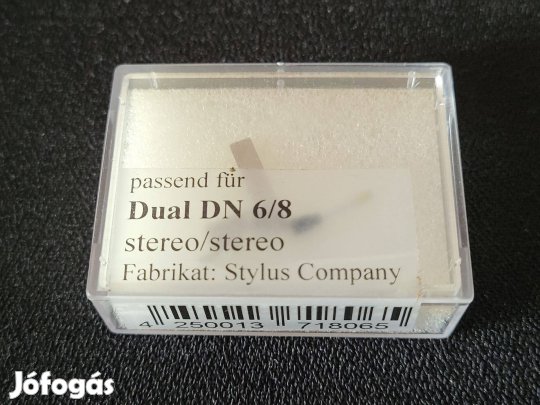 passend für
Dual DN 6/8
stereo/stereo
Fabrikat: Stylus Company
4 250013 718065
Jófogás